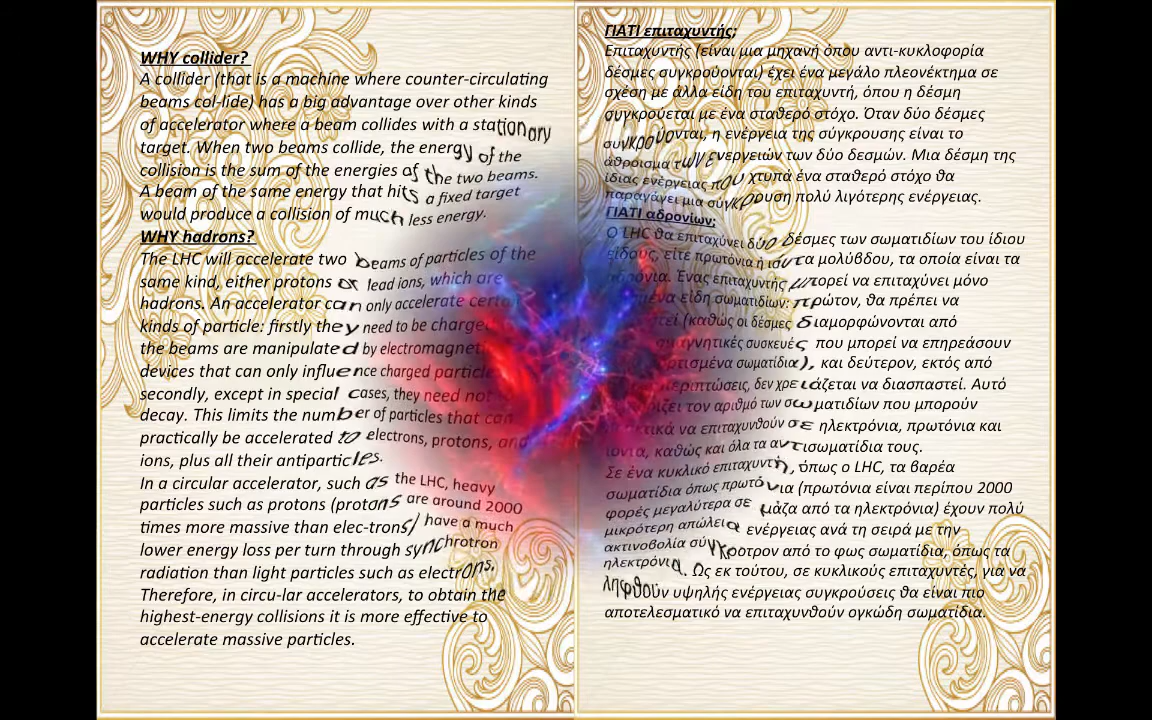 WHY collider?
A collider (that is a machine where counter-circulating
beams col-lide) has a big advantage over other kinds
of accelerator where a beam collides with a stationary
target. When two beams collide, the energy of the
collision is the sum of the energies of the two beams.
A beam of the same energy that hits a fixed target
would produce a collision of much less energy.
WHY hadrons?
The LHC will accelerate two beams of particles of the
same kind, either protons or lead ions, which are
hadrons. An accelerator can only accelerate certain
kinds of particle: firstly they need to be charged
the beams are manipulated by electromagnetic
devices that can only influence charged particles
secondly, except in special cases, they need not
decay. This limits the number of particles that can
practically be accelerated to electrons, protons, and
ions, plus all their antiparticles.
In a circular accelerator, such as the LHC, heavy
particles such as protons (protons are around 2000
times more massive than elec-trons) have a much
lower energy loss per turn through synchrotron
radiation than light particles such as electrons.
Therefore, in circu-lar accelerators, to obtain the
highest-energy collisions it is more effective to
accelerate massive particles.
ΓΙΑΤΙ επιταχυντής;
Επιταχυντής (είναι μια μηχανή όπου αντι-κυκλοφορία
δέσμες συγκρούονται) έχει ένα μεγάλο πλεονέκτημα σε
σχέση με άλλα είδη του επιταχυντή, όπου η δέσμη
συγκρούεται με ένα σταθερό στόχο. Όταν δύο δέσμες
συγκρούονται, η ενέργεια της σύγκρουσης είναι το
άθροισμα των ενεργειών των δύο δεσμών. Μια δέσμη της
ίδιας ενέργειας που χτυπά ένα σταθερό στόχο θα
παραγάγει μια σύγκρουση πολύ λιγότερης ενέργειας.
ΓΙΑΤΙ αδρονίων;
Ο LHC θα επιταχύνει δύο δέσμες των σωματιδίων του ίδιου
είδους, είτε πρωτόνια ή ιόντα μολύβδου, τα οποία είναι τα
αδρόνια. Ένας επιταχυντής μπορεί να επιταχύνει μόνο
είδη σωματιδίων: πρώτον, θα πρέπει να
(καθώς οι δέσμες διαμορφώνονται από
συσκευές που μπορεί να επηρεάσουν
σωματίδια), και δεύτερον, εκτός από
περιπτώσεις, δεν χρειάζεται να διασπαστεί. Αυτό
τον αριθμό των σωματιδίων που μπορούν
να επιταχυνθούν σε ηλεκτρόνια, πρωτόνια και
ιόντα, καθώς και όλα τα αντισωματίδια τους.
Σε ένα κυκλικό επιταχυντή, όπως ο LHC, τα βαρέα
σωματίδια όπως πρωτόνια (πρωτόνια είναι περίπου 2000
φορές μεγαλύτερα σε μάζα από τα ηλεκτρόνια) έχουν πολύ
μικρότερη απώλεια ενέργειας ανά τη σειρά με την
ακτινοβολία σύγκροτρον από το φως σωματίδια, όπως τα
ηλεκτρόνια. Ως εκ τούτου, σε κυκλικούς επιταχυντές, για να
ληφθούν υψηλής ενέργειας συγκρούσεις θα είναι πιο
αποτελεσματικό να επιταχυνθούν ογκώδη σωματίδια.